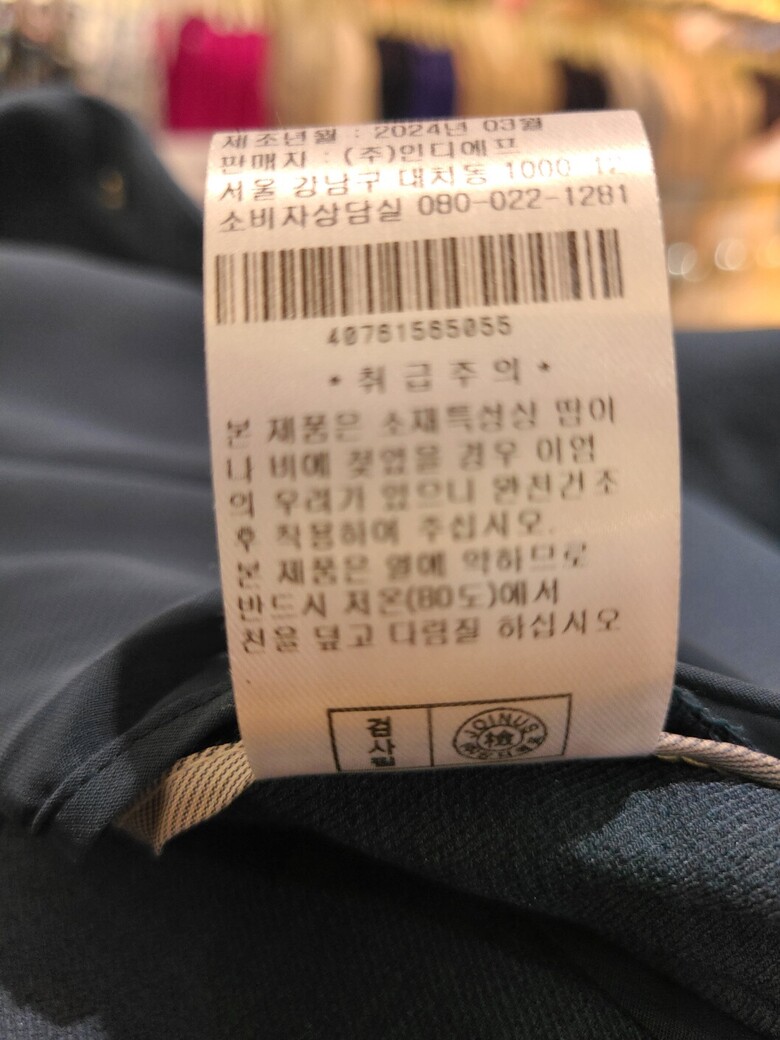 제조년월 : 2024년 03월
판매자 : (주)인디에프
서울 강남구 대치동 1000-12
소비자상담실 080-022-1281
40761565055
* 취 급 주 의 *
본 제품은 소재특성상 땀이
나 비에 젖었을 경우 이염
의 우려가 있으니 완전건조
후 착용하여 주십시오.
본 제품은 열에 약하므로
반드시 저온(80도)에서
천을 덮고 다림질 하십시오
검사필
JOINUS
檢